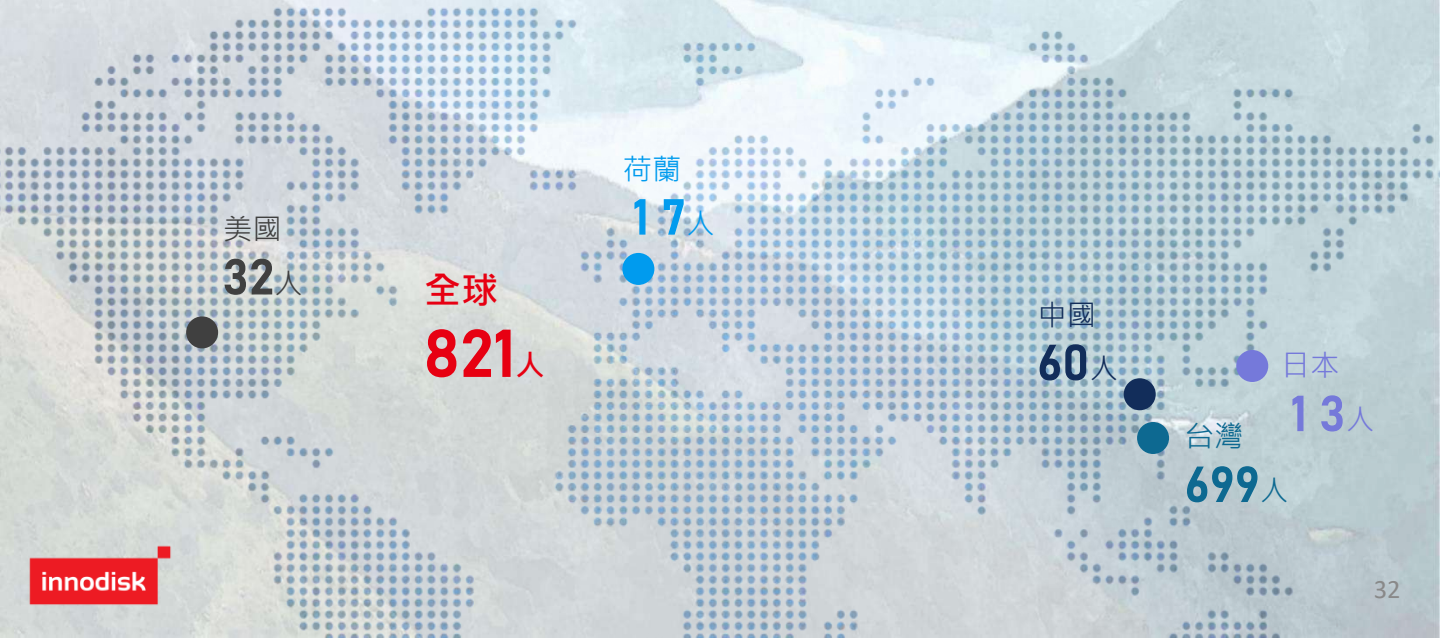 荷蘭
17人
美國
32人
全球
821人
中國
60人
日本
13人
台灣
699人
innodisk
32